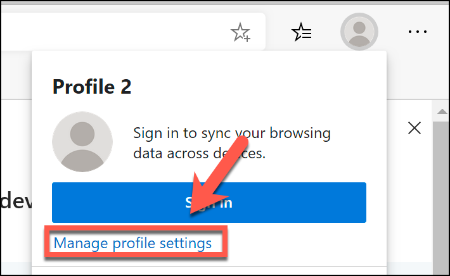 Profile 2
Sign in to sync your browsing
data across devices.
dev
Sign in
Manage profile settings